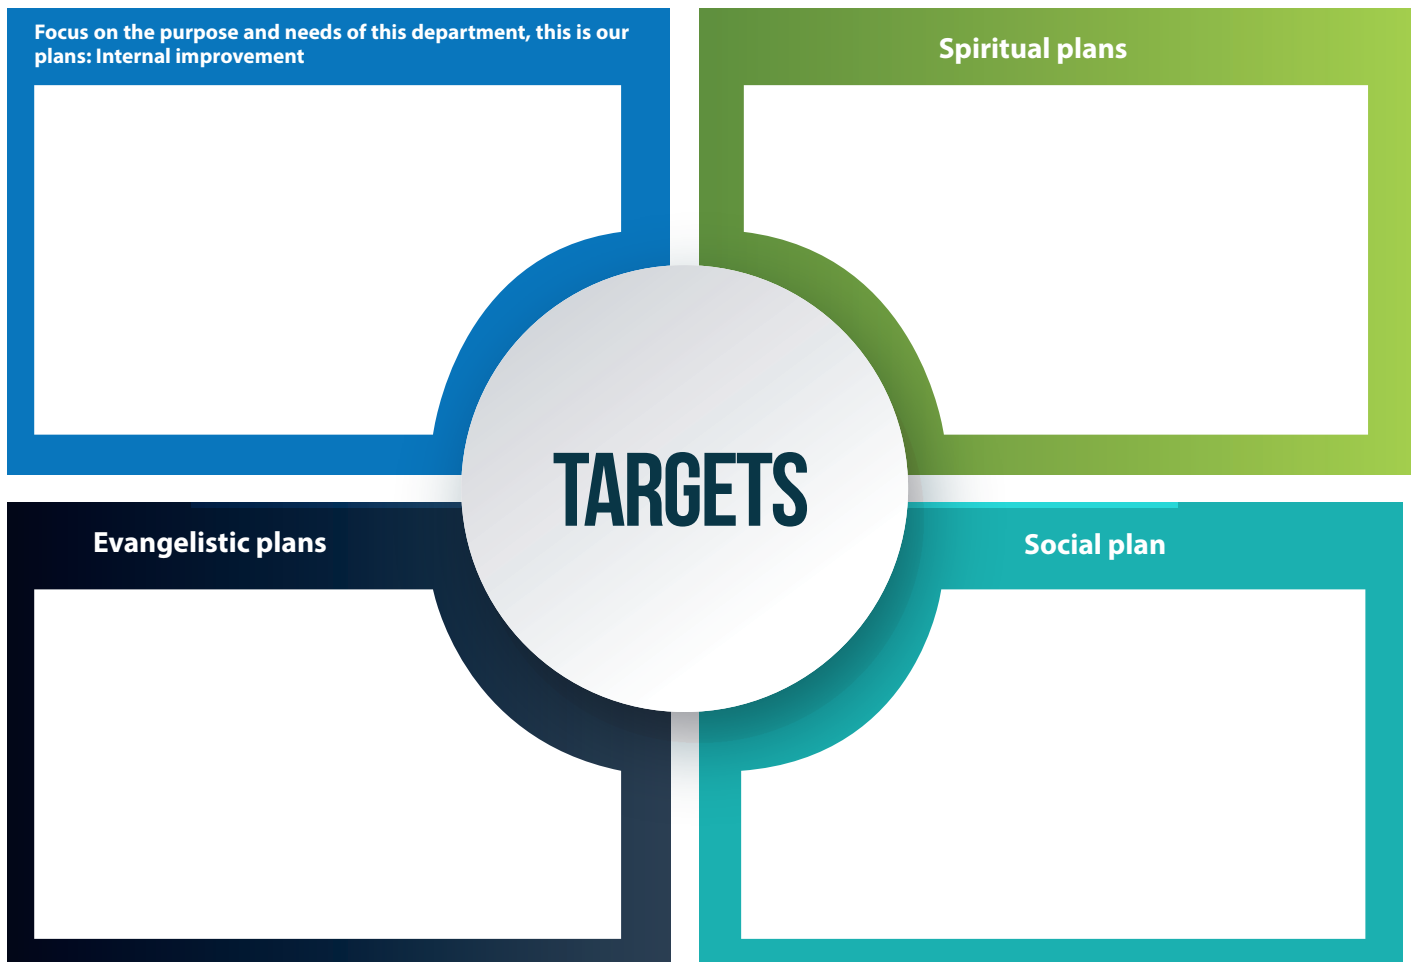 Focus on the purpose and needs of this department, this is our
plans: Internal improvement
Spiritual plans
TARGETS
Evangelistic plans
Social plan